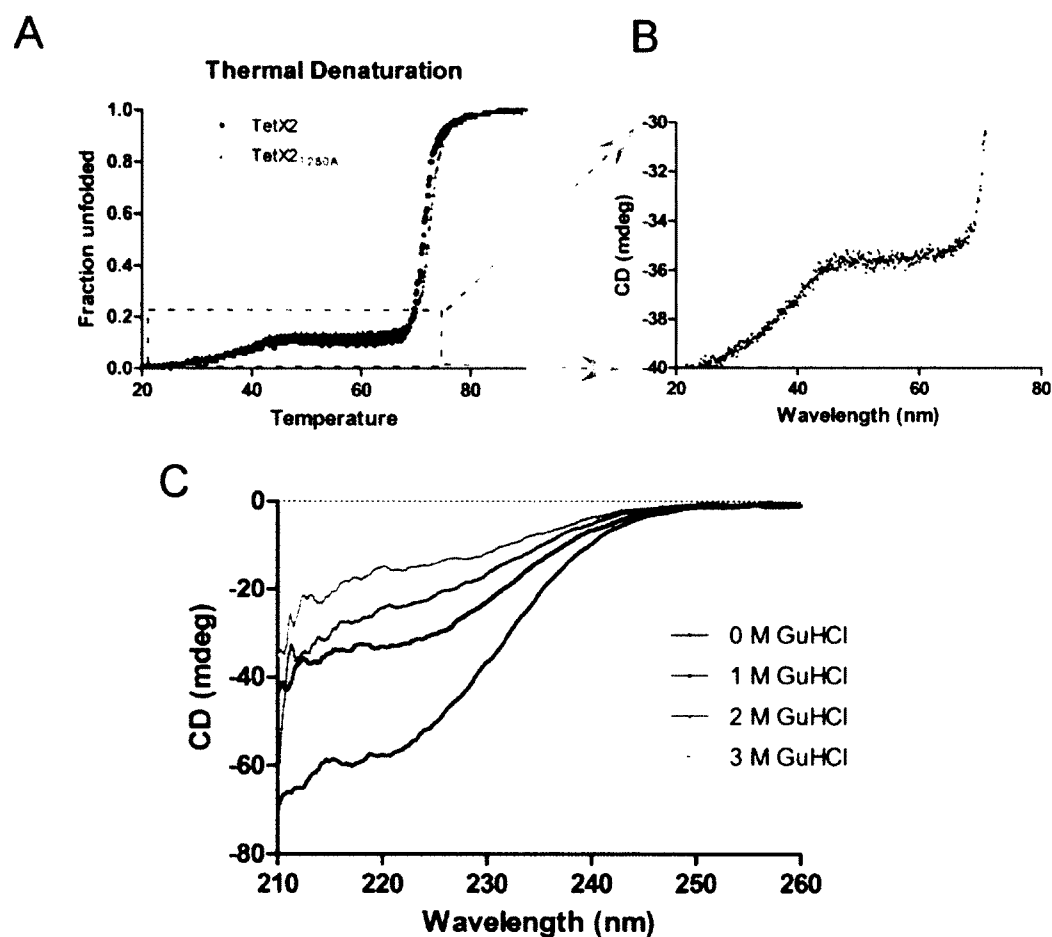 A
Thermal Denaturation
Fraction unfolded
1.0
0.8
0.6
0.4
0.2
0.0
TetX2
TetX2
20
40
60
80
Temperature
B
CD (mdeg)
-30
-32
-34
-36
-38
-40
20
40
60
80
Wavelength (nm)
C
CD (mdeg)
0
-20
-40
-60
-80
0 M GuHCl
1 M GuHCl
2 M GuHCl
3 M GuHCl
210
220
230
240
250
260
Wavelength (nm)